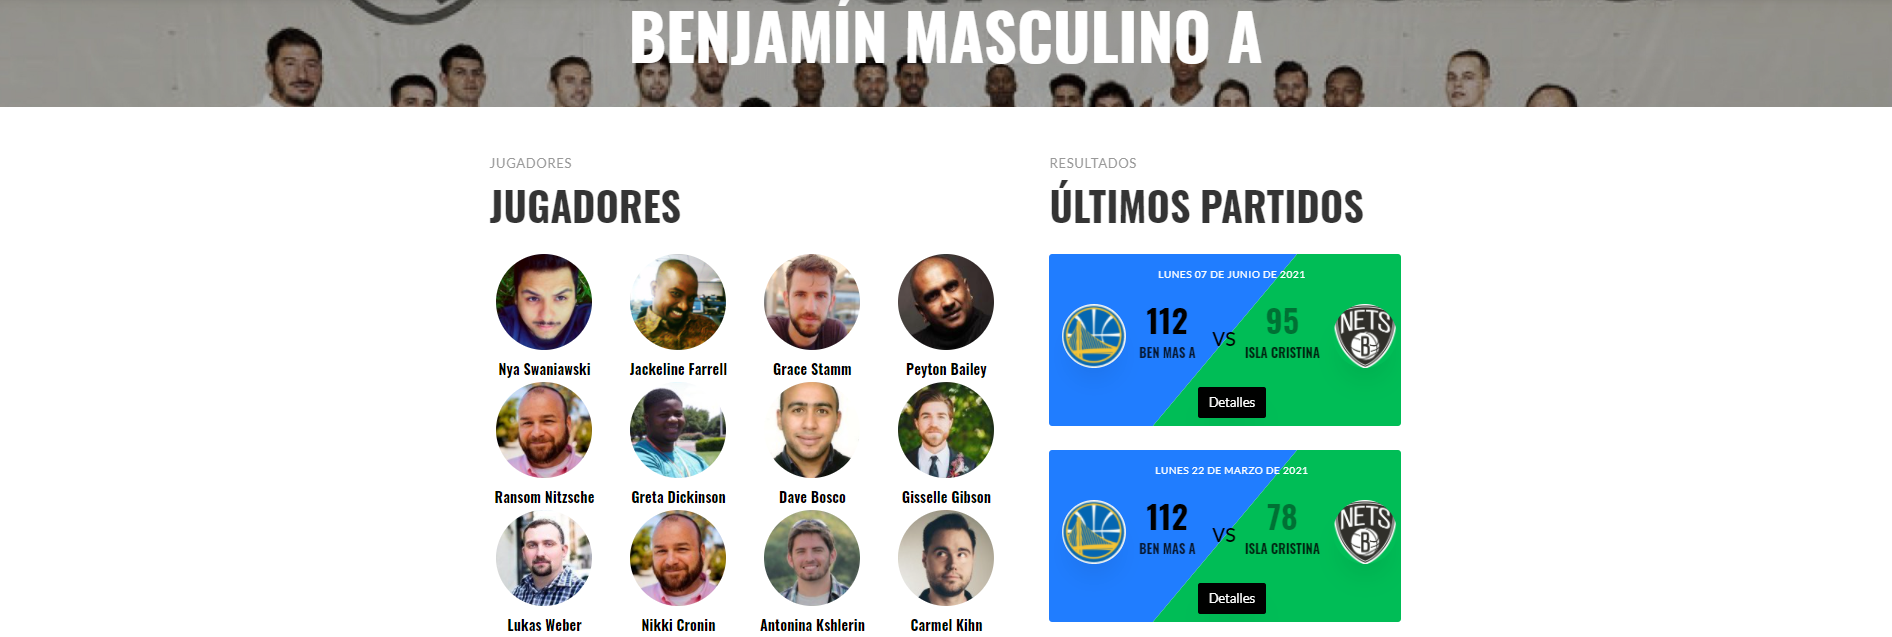 BENJAMÍN MASCULINO A
JUGADORES
JUGADORES
Nya Swaniawski
Jackeline Farrell
Grace Stamm
Peyton Bailey
Ransom Nitzsche
Greta Dickinson
Dave Bosco
Gisselle Gibson
Lukas Weber
Nikki Cronin
Antonina Kshlerin
Carmel Kihn
RESULTADOS
ÚLTIMOS PARTIDOS
LUNES 07 DE JUNIO DE 2021
112 VS 95
BEN MAS A ISLA CRISTINA
NETS
B
Detalles
LUNES 22 DE MARZO DE 2021
112 VS 78
BEN MAS A ISLA CRISTINA
NETS
B
Detalles